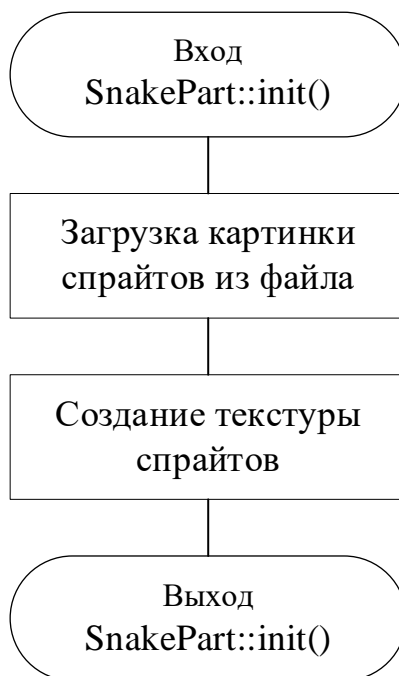 Вход
SnakePart::init()
Загрузка картинки
спрайтов из файла
Создание текстуры
спрайтов
Выход
SnakePart::init()